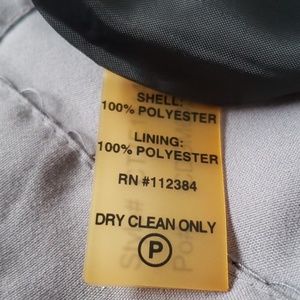 SHELL:
100% POLYESTER
LINING:
100% POLYESTER
RN #112384
DRY CLEAN ONLY
P